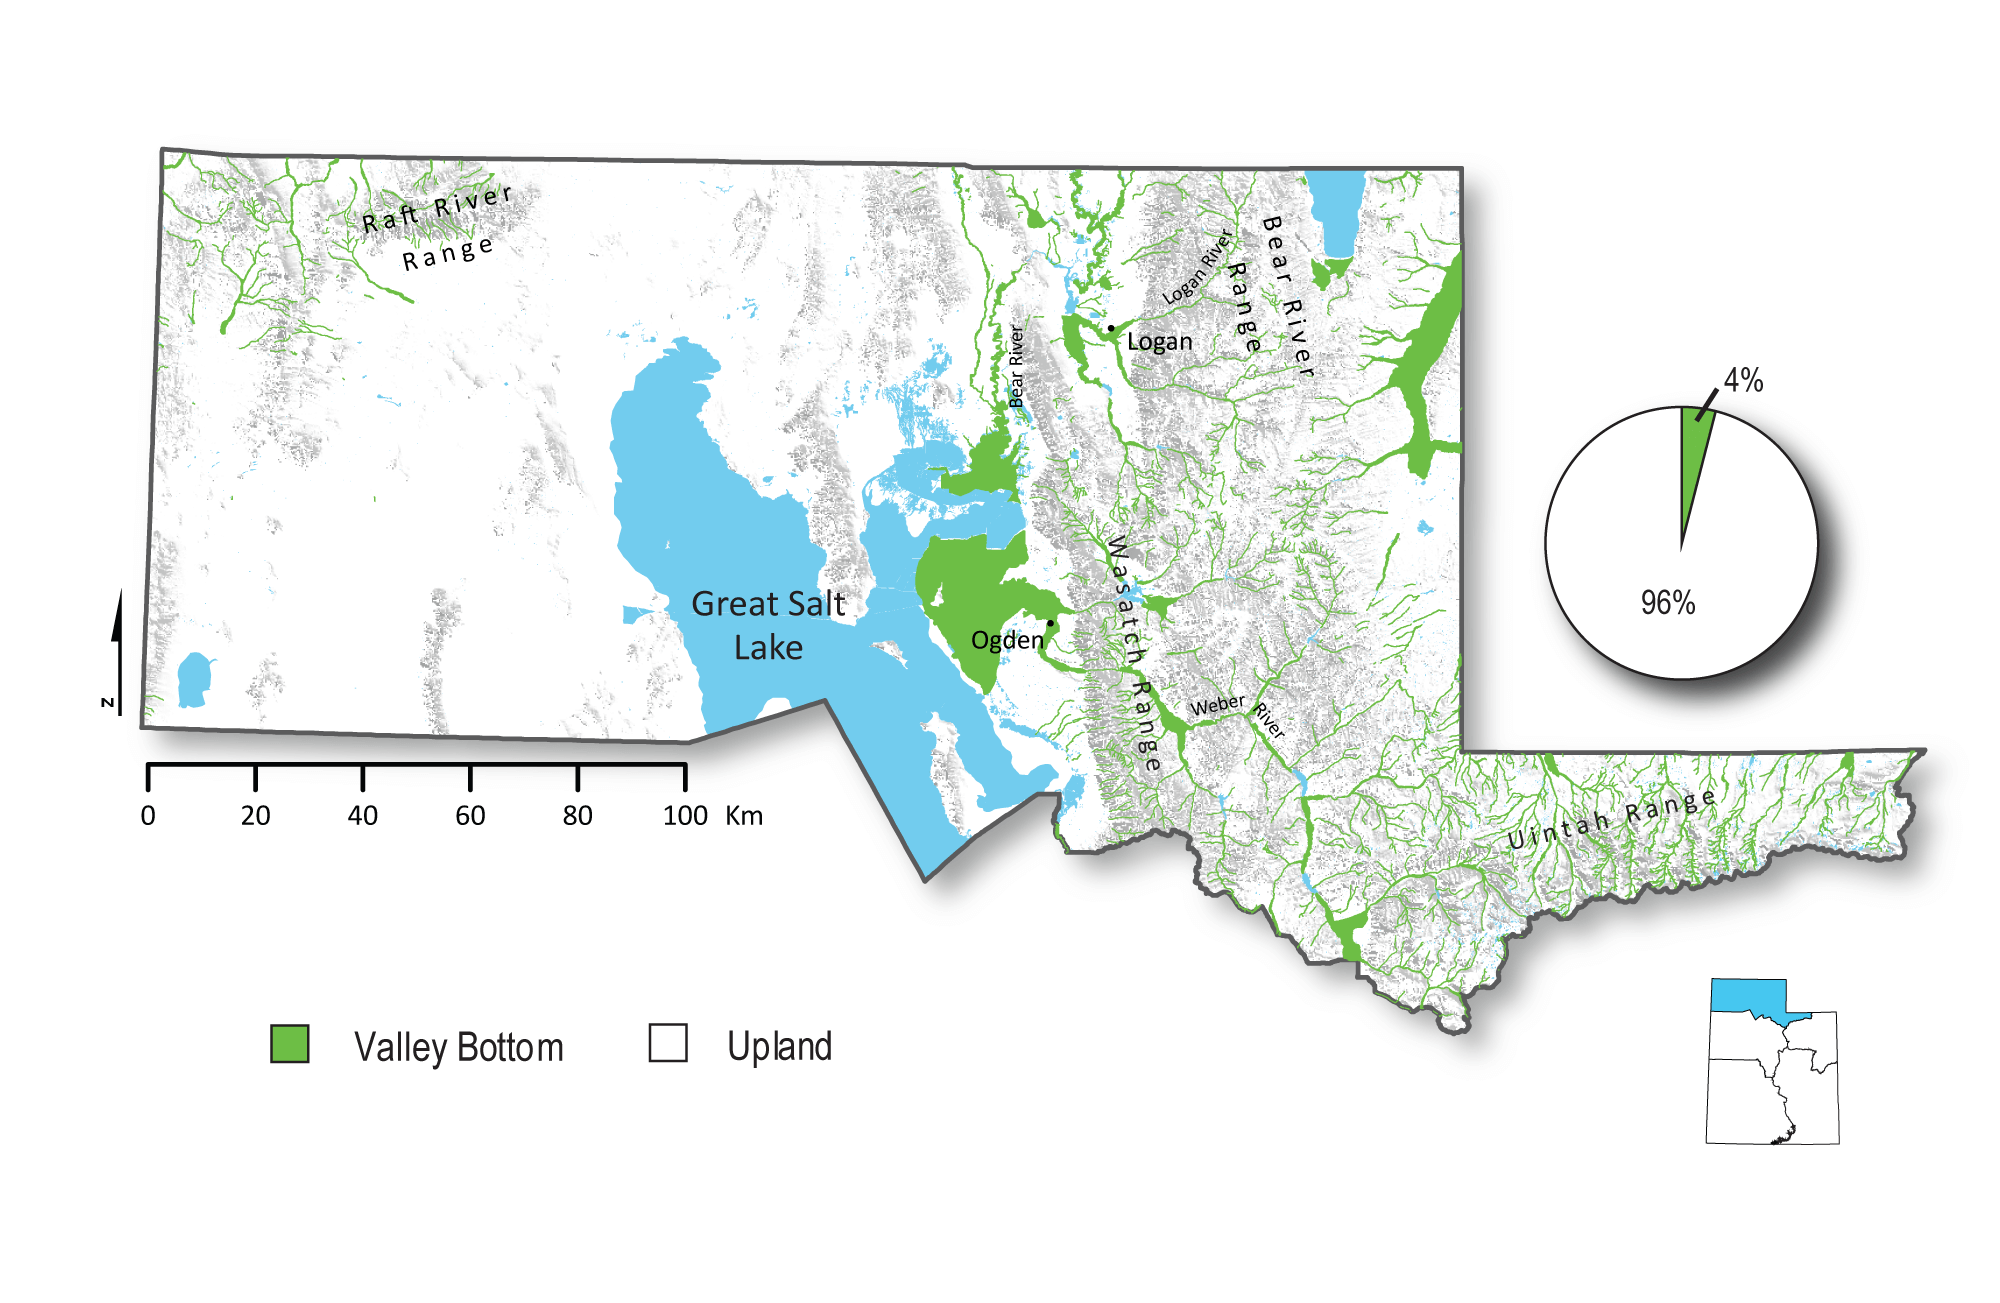 Raft River
Range
Logan River
Bear River
Range
Bear River
Logan
4%
96%
Wasatch Range
Great Salt
Lake
Ogden
Weber
River
Uintah Range
N
0 20 40 60 80 100 Km
Valley Bottom
Upland